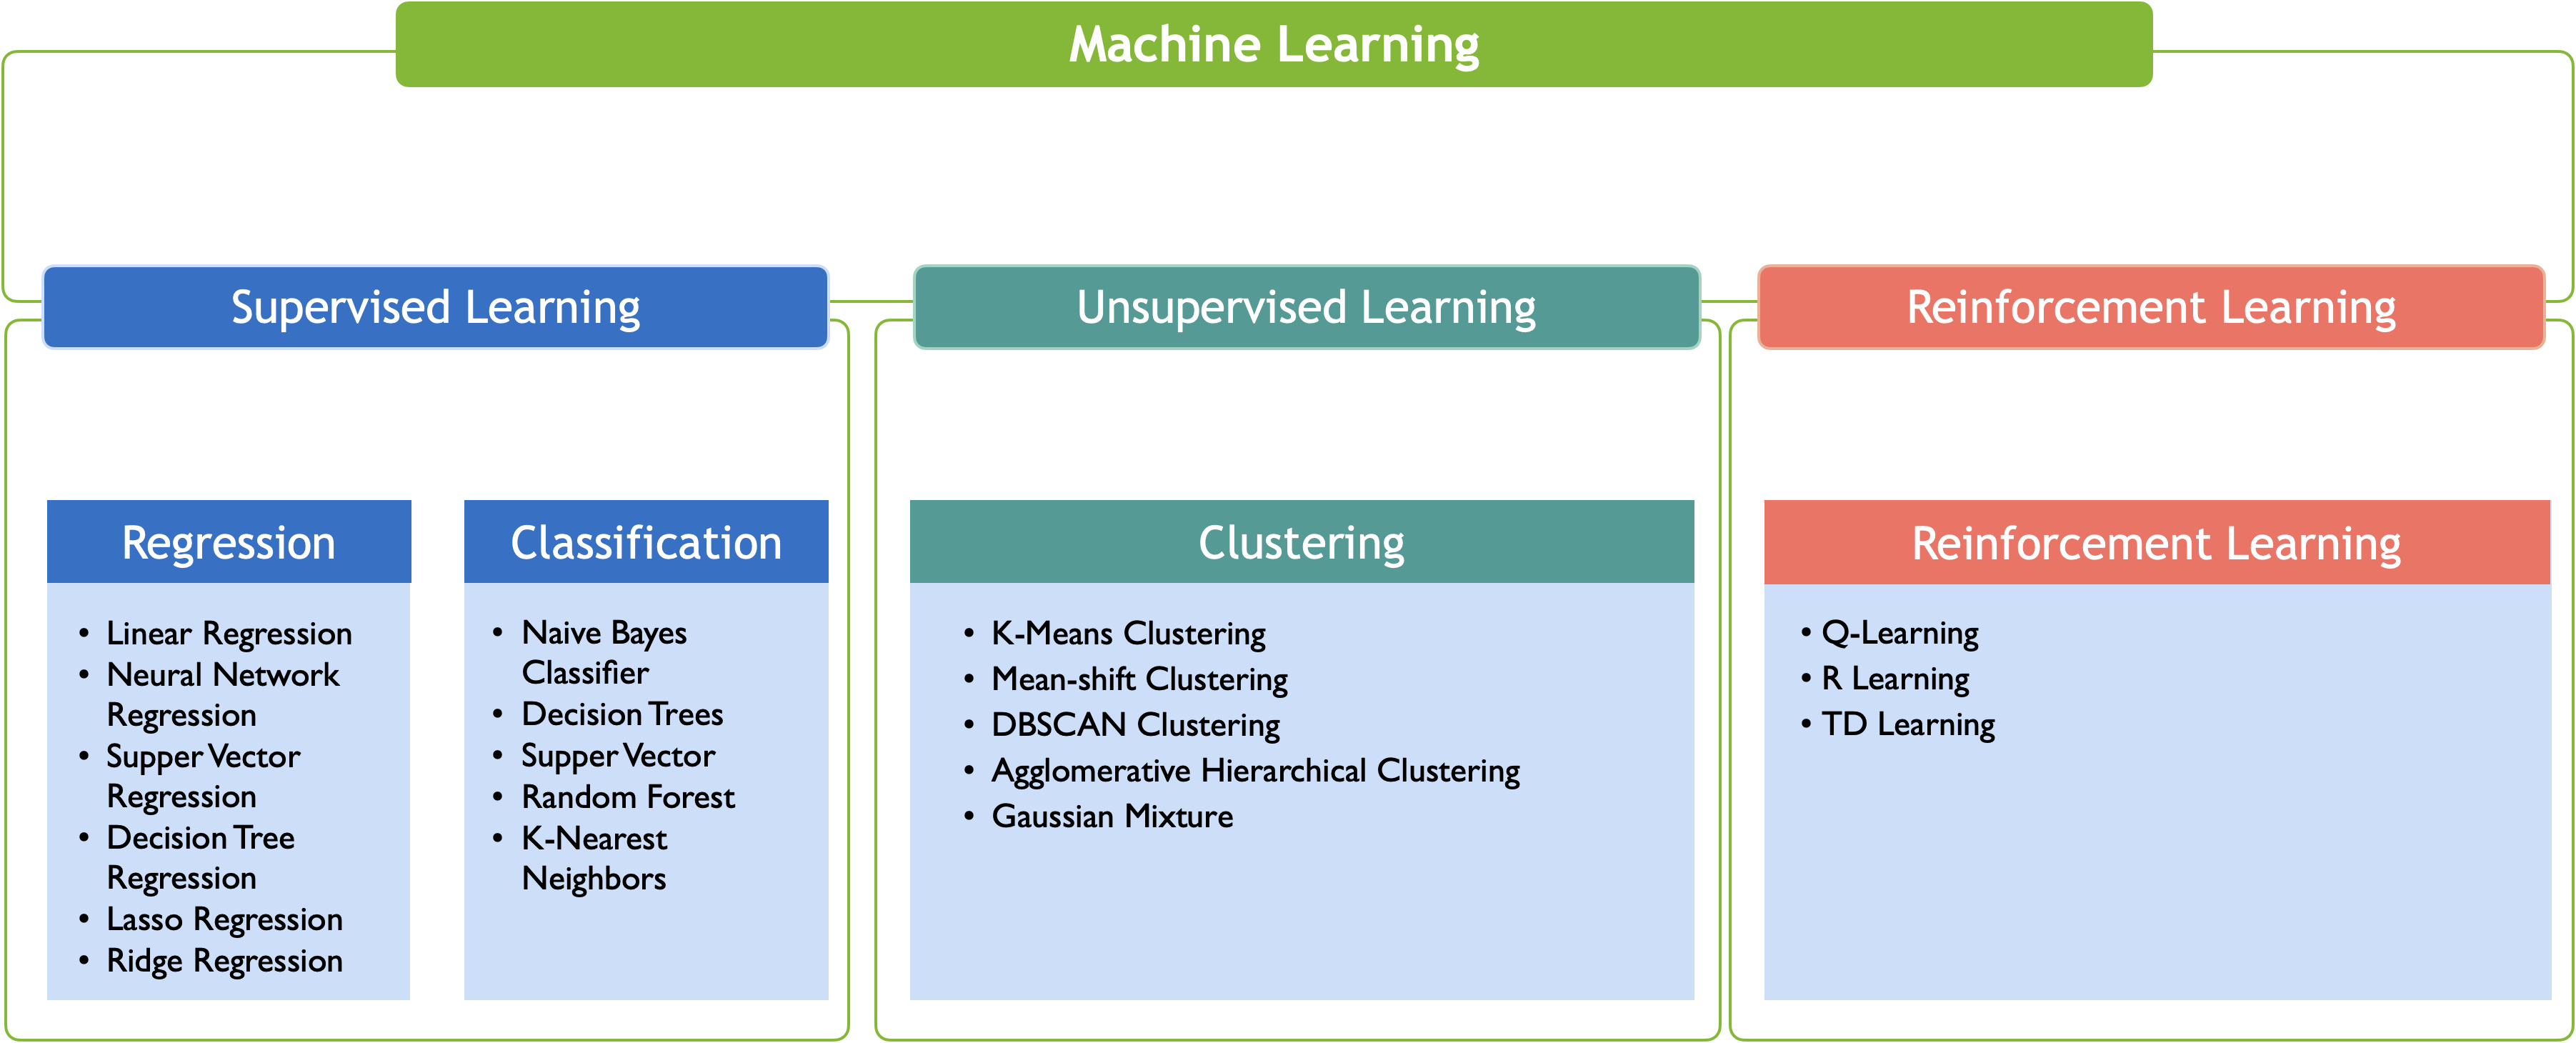 Machine Learning
Supervised Learning
Unsupervised Learning
Reinforcement Learning
Regression
• Linear Regression
• Neural Network
Regression
• Supper Vector
Regression
• Decision Tree
Regression
• Lasso Regression
• Ridge Regression
Classification
• Naive Bayes
Classifier
• Decision Trees
• Supper Vector
• Random Forest
• K-Nearest
Neighbors
Clustering
• K-Means Clustering
• Mean-shift Clustering
• DBSCAN Clustering
• Agglomerative Hierarchical Clustering
• Gaussian Mixture
Reinforcement Learning
• Q-Learning
• R Learning
• TD Learning